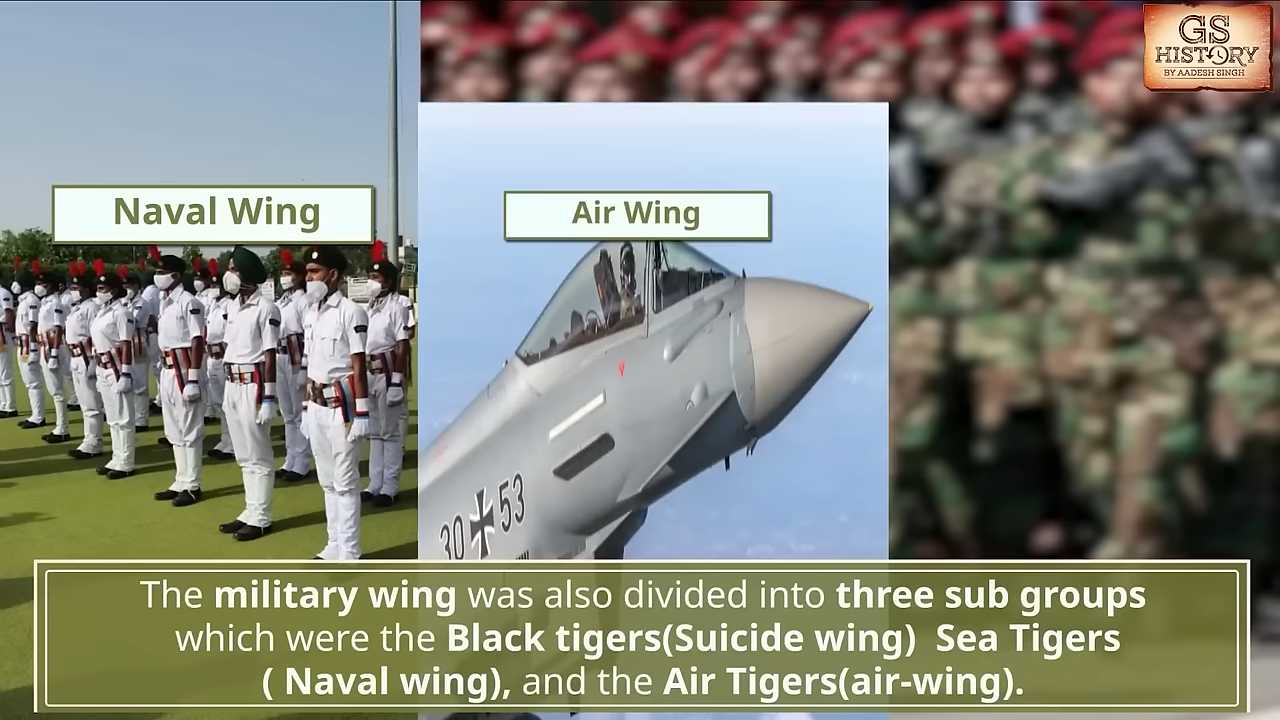 GS
HISTORY
BY AADESH SINGH
Naval Wing
Air Wing
30 53
The military wing was also divided into three sub groups
which were the Black tigers(Suicide wing) Sea Tigers
( Naval wing), and the Air Tigers(air-wing).